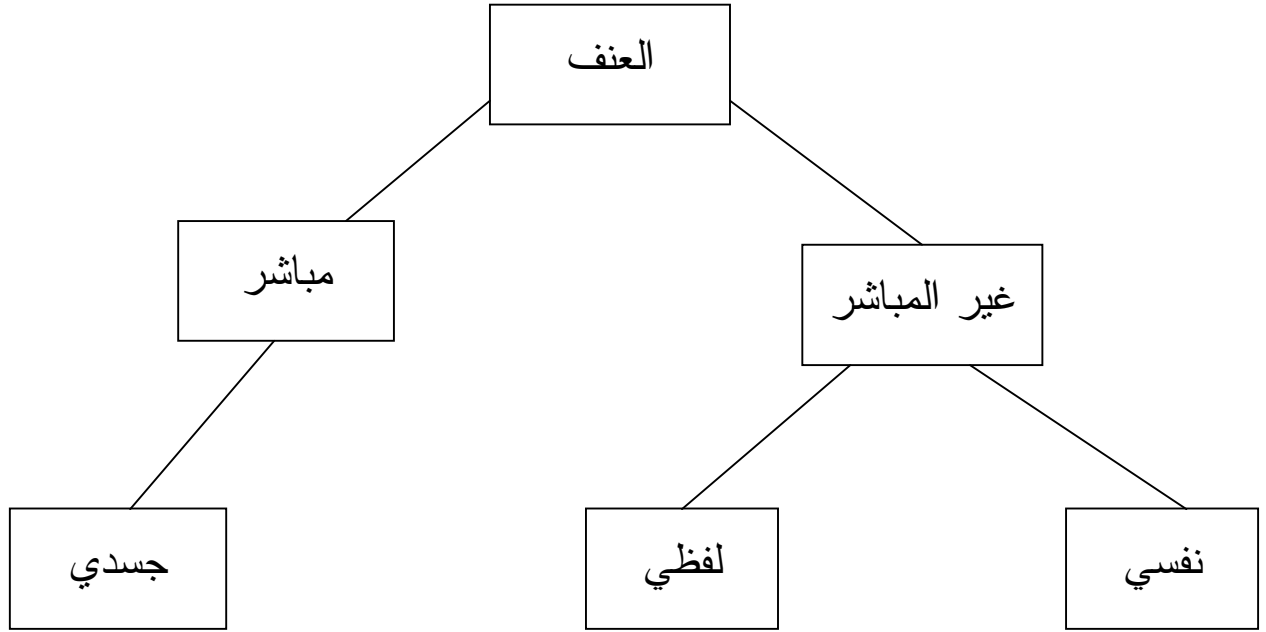 العنف
مباشر
غير المباشر
جسدي
لفظي
نفسي